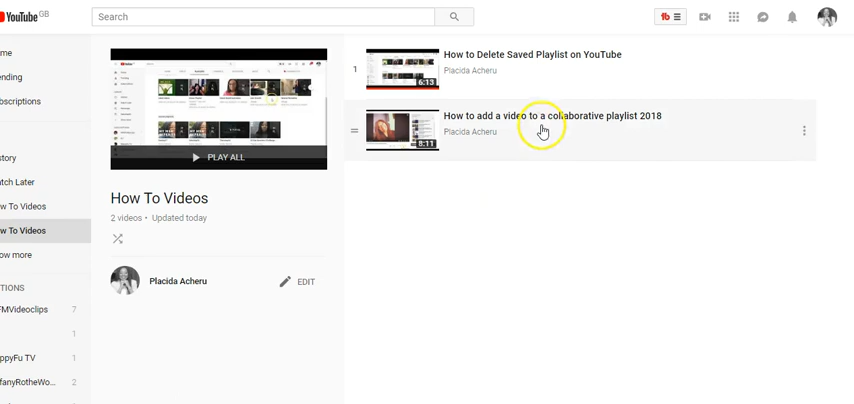 YouTube GB
Search
tb
me
ending
bscriptions
story
tch Later
w To Videos
w To Videos
ow more
TIONS
FMVideoclips 7
1
ppyFu TV 1
fanyRotheWo... 2
PLAY ALL
How To Videos
2 videos • Updated today
Placida Acheru
EDIT
1
6:13
How to Delete Saved Playlist on YouTube
Placida Acheru
8:11
How to add a video to a collaborative playlist 2018
Placida Acheru